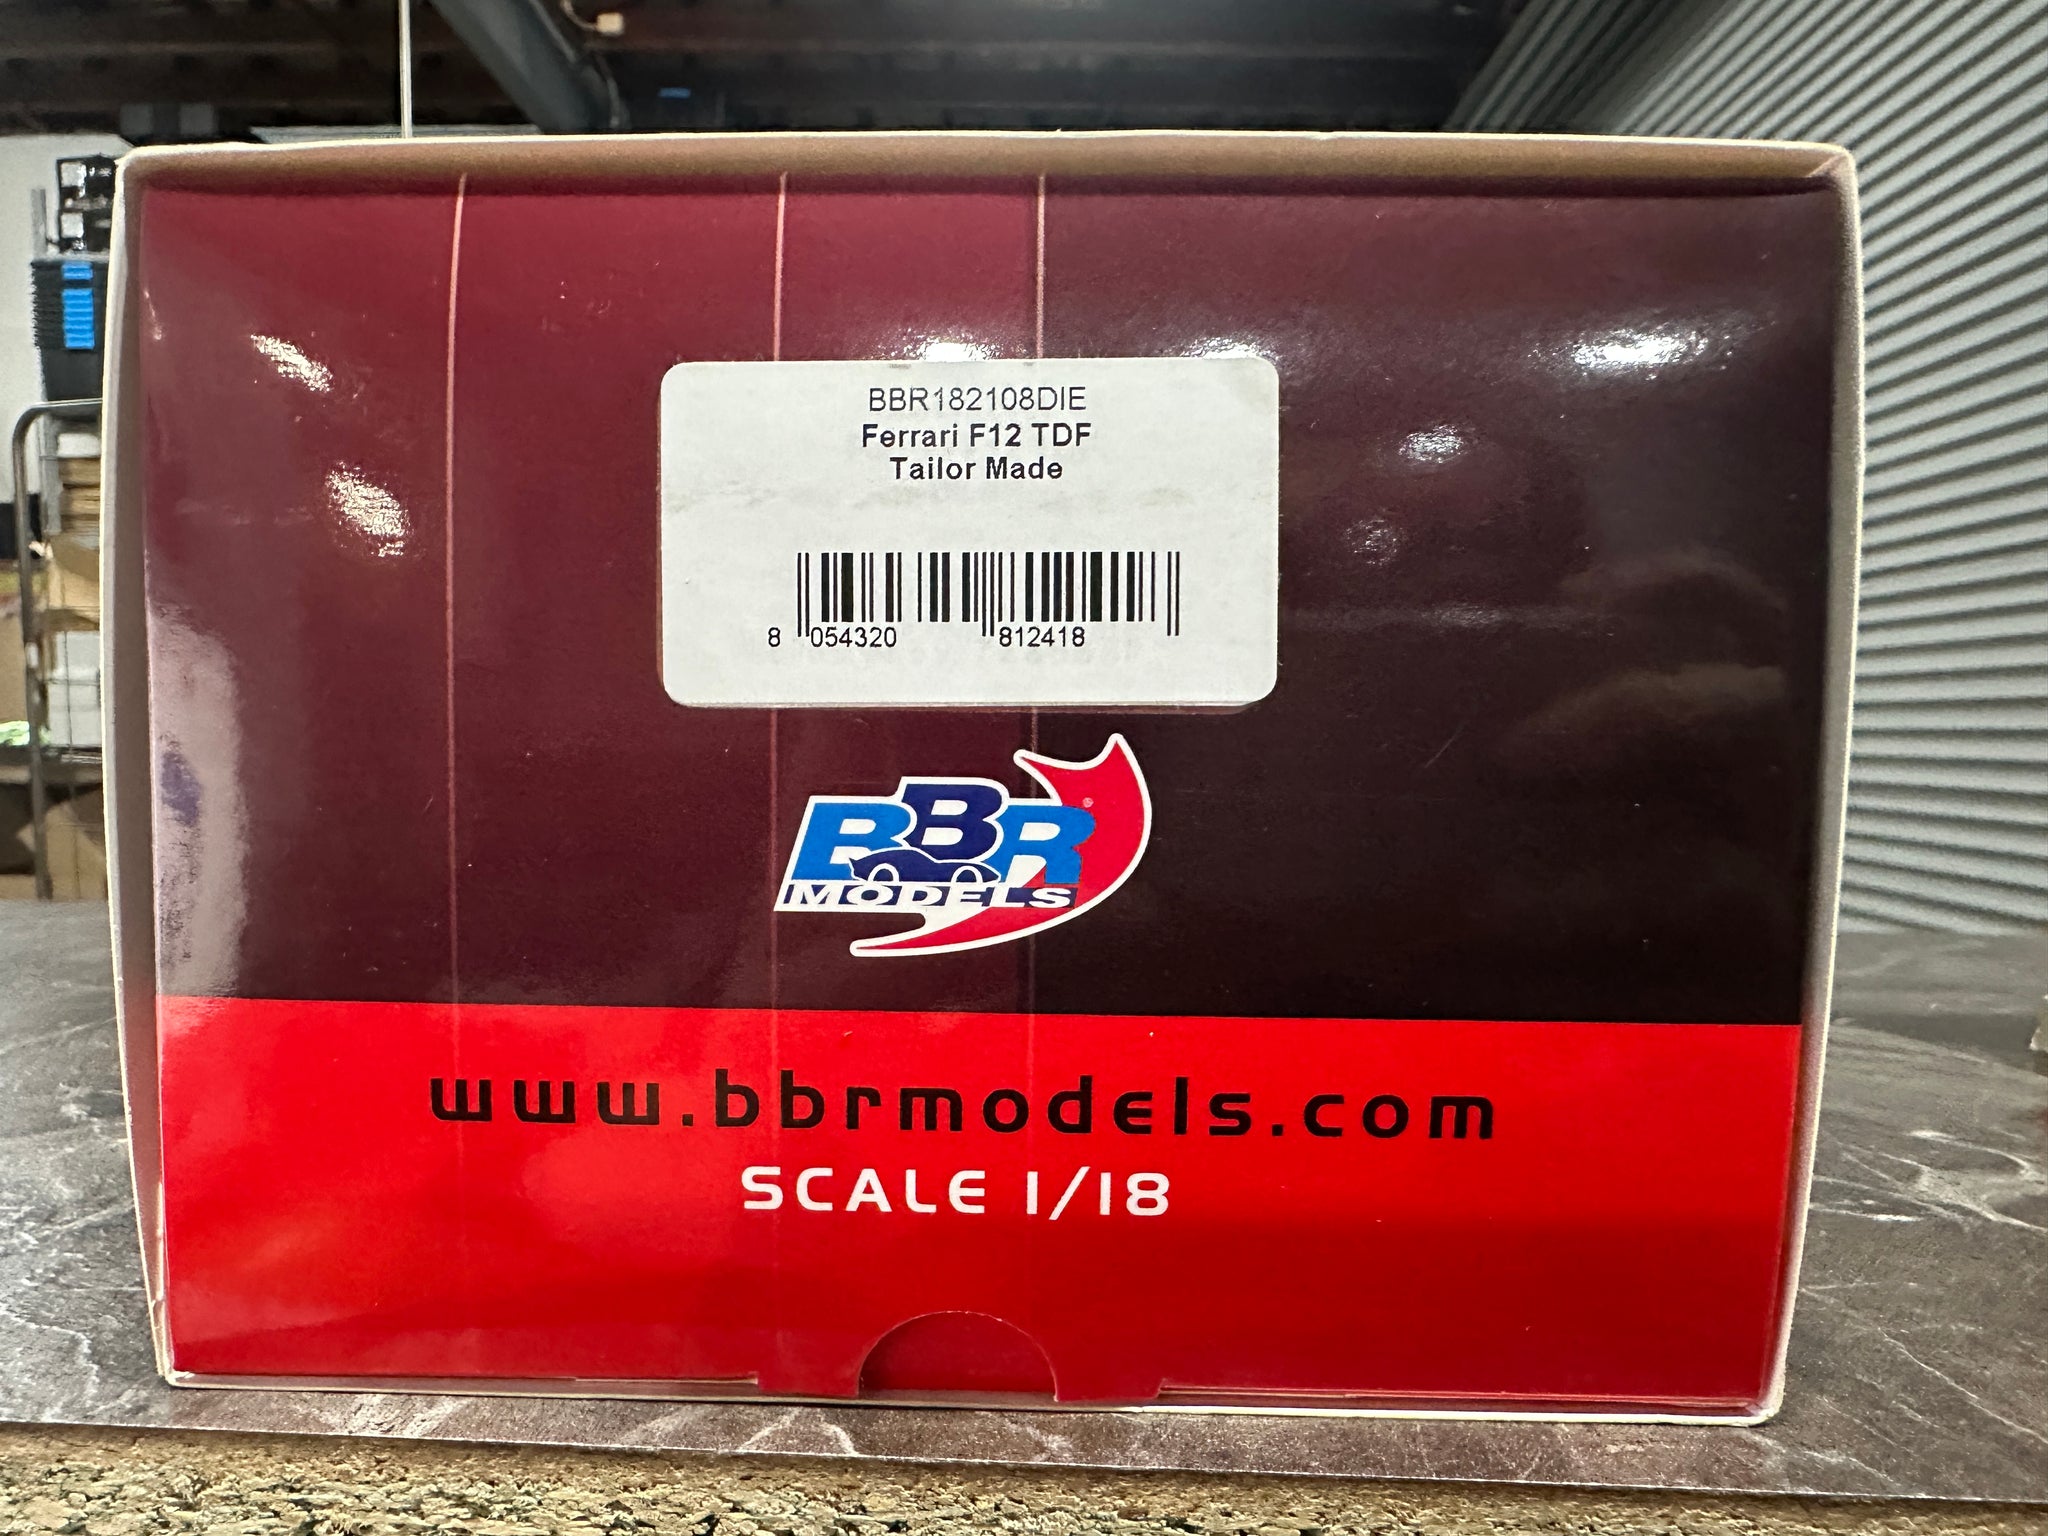 BBR182108DIE
Ferrari F12 TDF
Tailor Made
8 054320 812418
BBR
MODELS
www.bbrmodels.com
SCALE 1/18